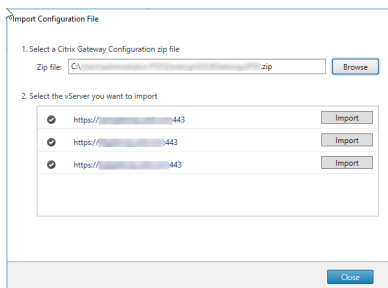 Import Configuration File
1. Select a Citrix Gateway Configuration zip file
Zip file: C:\ .zip Browse
2. Select the vServer you want to import
https:// :443 Import
https:// :443 Import
https:// :443 Import
Close